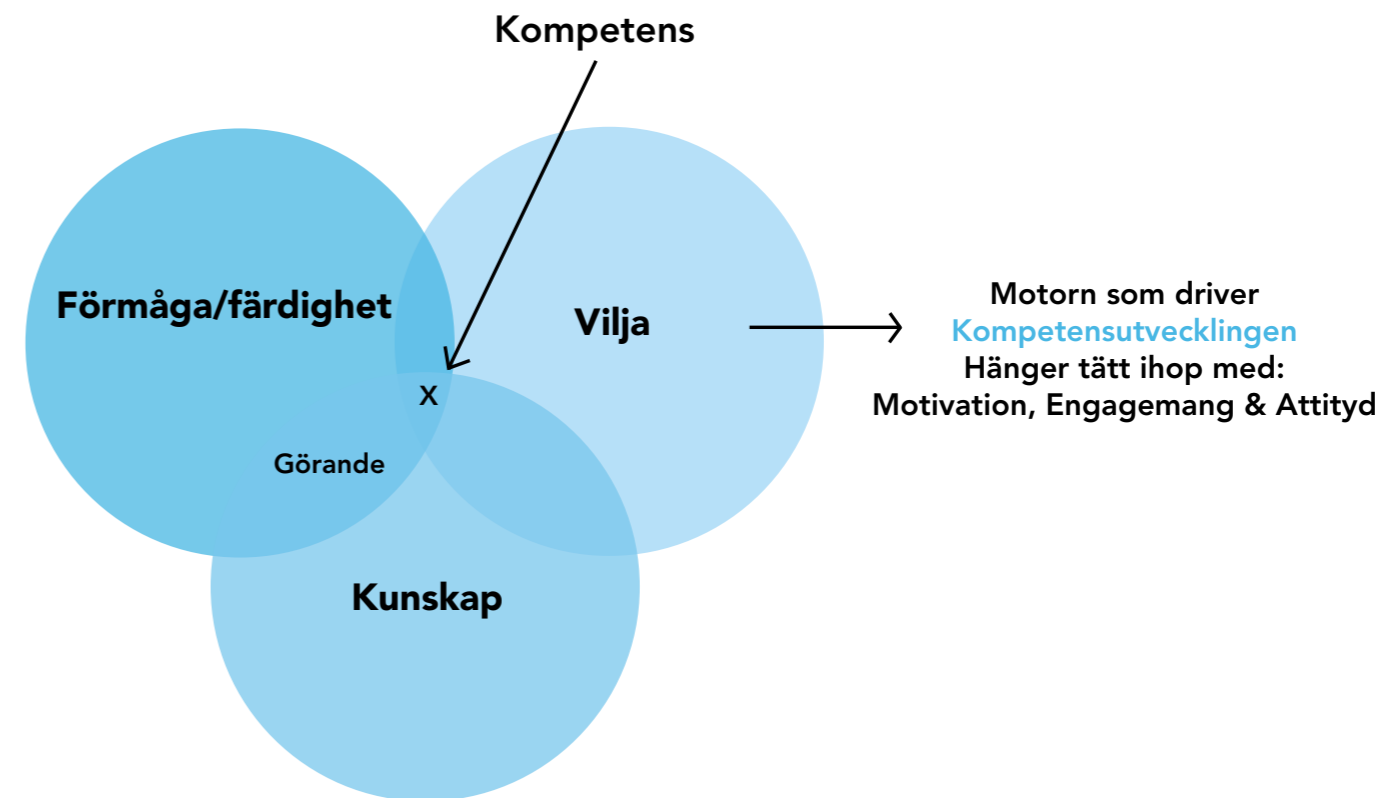 Kompetens
Förmåga/färdighet
Vilja
Motorn som driver
Kompetensutvecklingen
Hänger tätt ihop med:
Motivation, Engagemang & Attityd
X
Görande
Kunskap